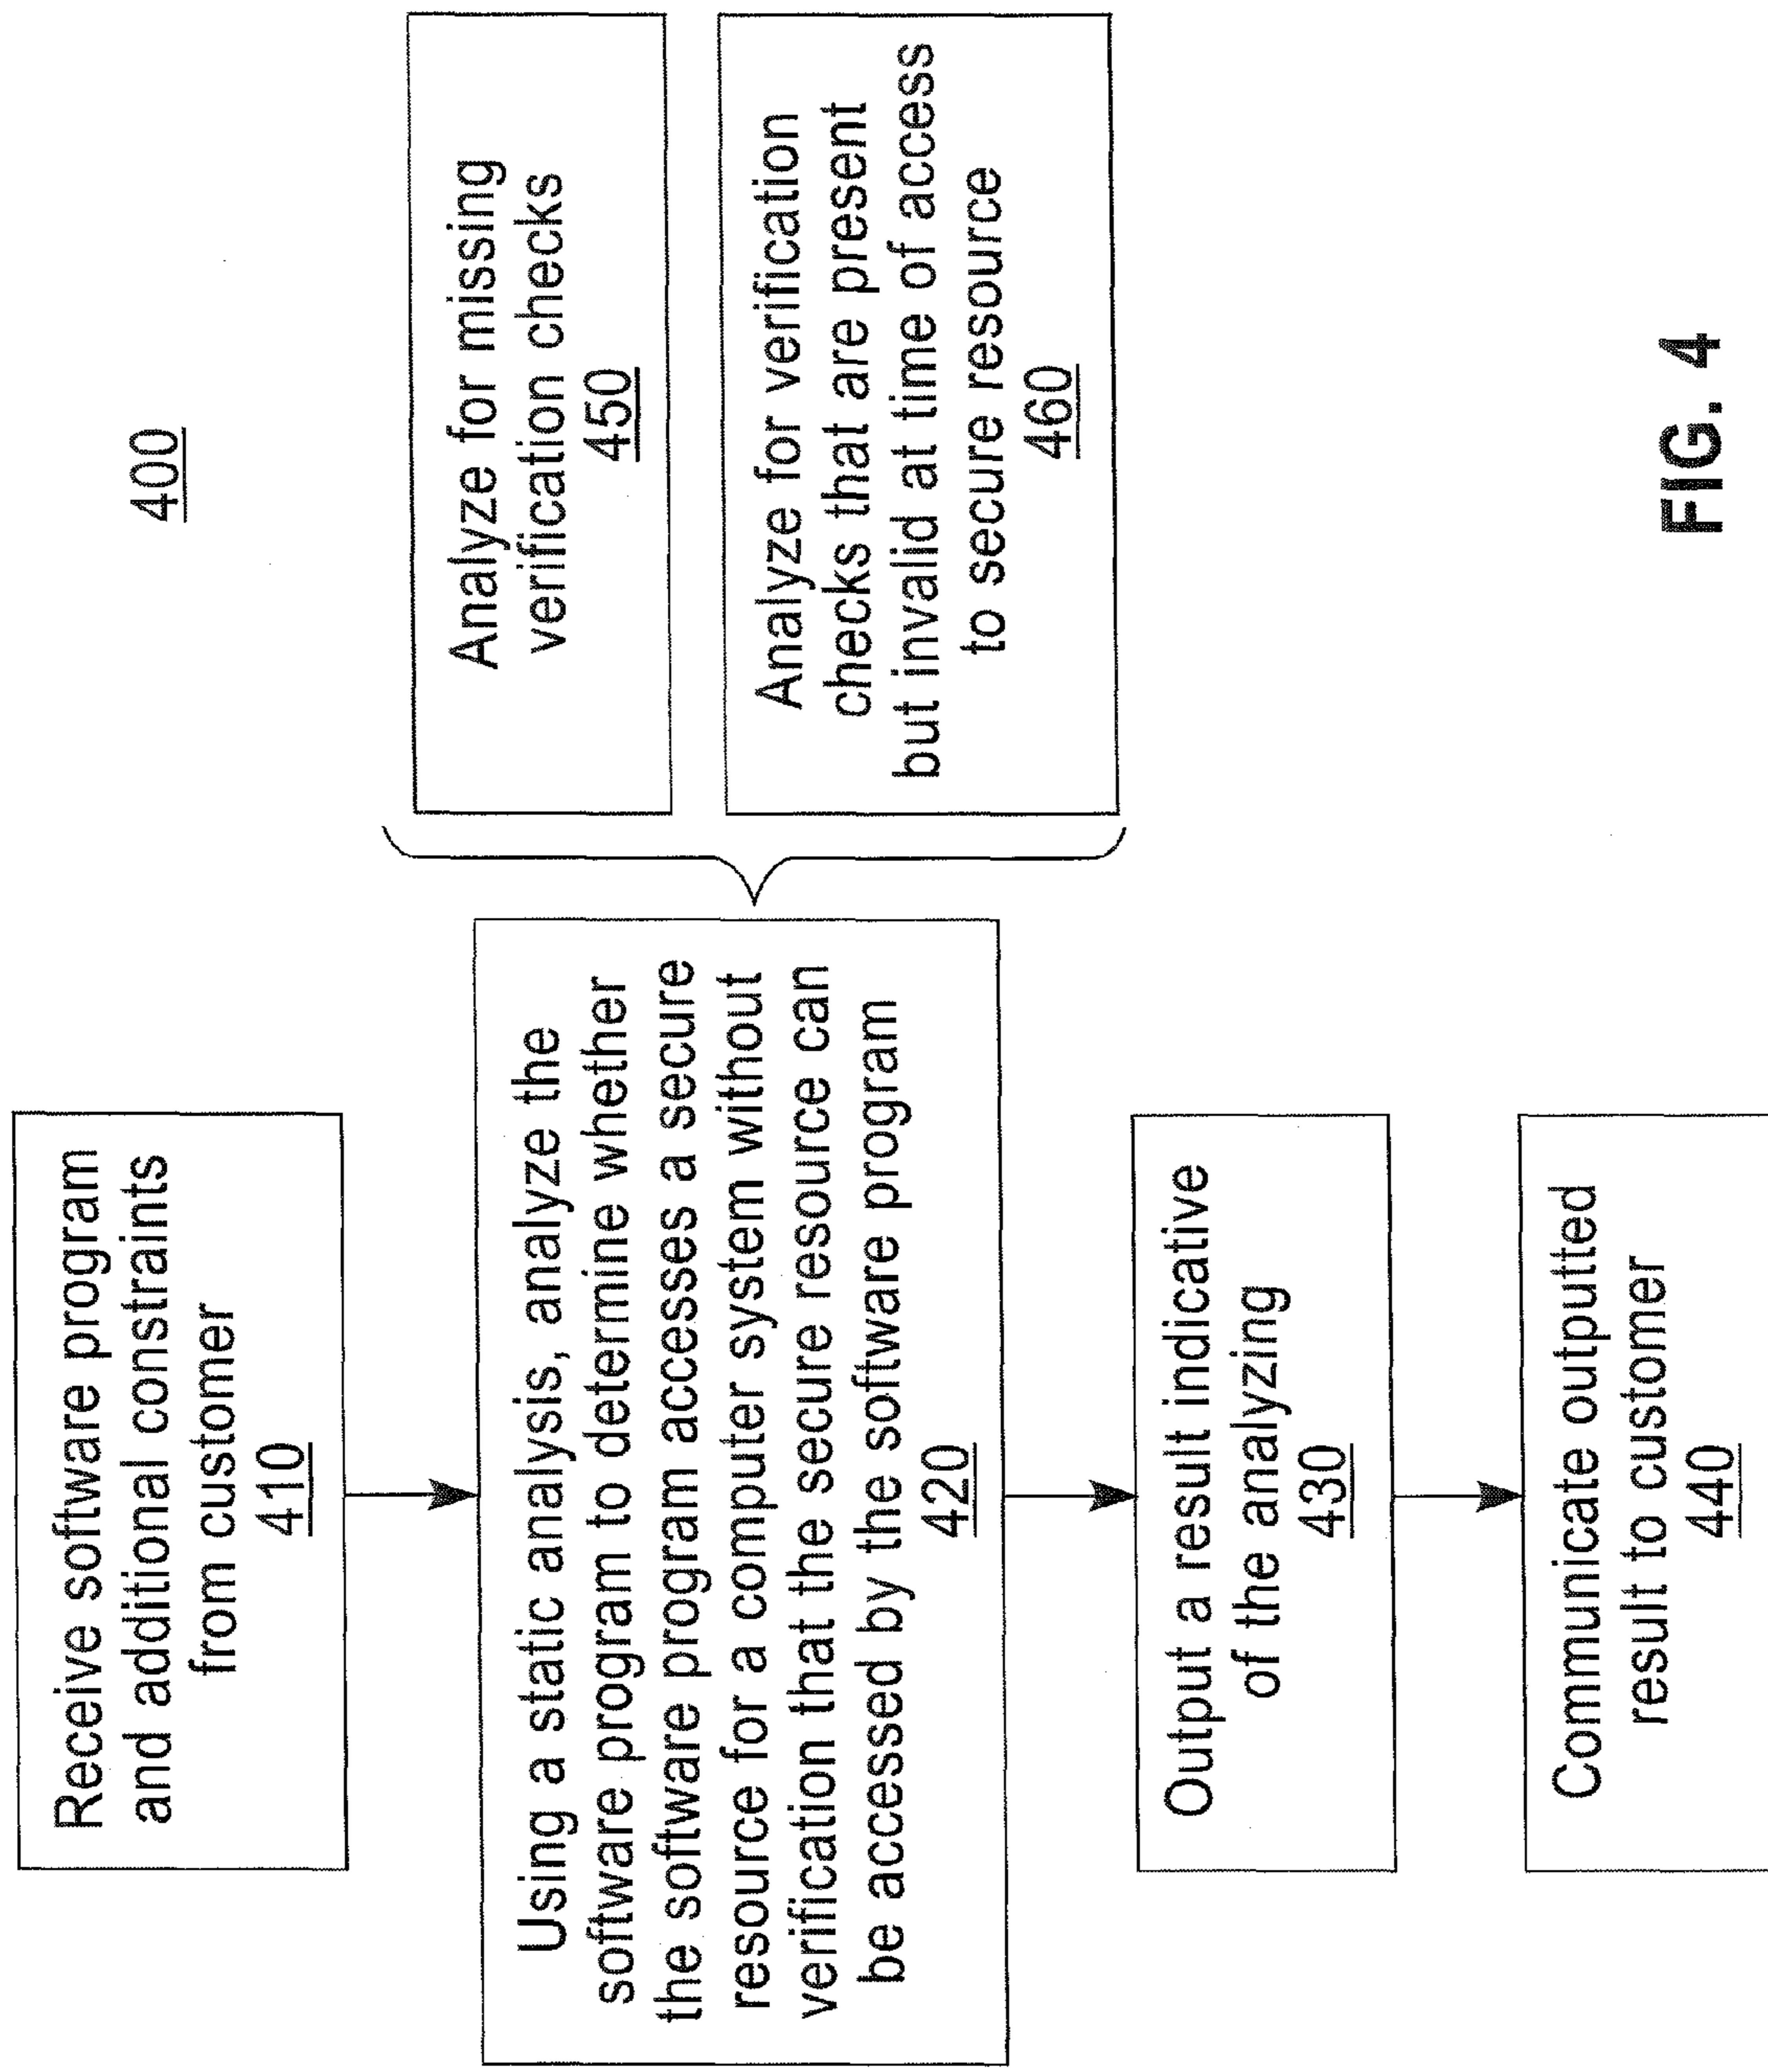 400
Receive software program
and additional constraints
from customer
410
Using a static analysis, analyze the
software program to determine whether
the software program accesses a secure
resource for a computer system without
verification that the secure resource can
be accessed by the software program
420
Analyze for missing
verification checks
450
Analyze for verification
checks that are present
but invalid at time of access
to secure resource
460
Output a result indicative
of the analyzing
430
Communicate outputted
result to customer
440
FIG. 4